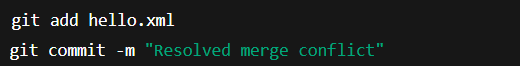 git add hello.xml
git commit -m "Resolved merge conflict"